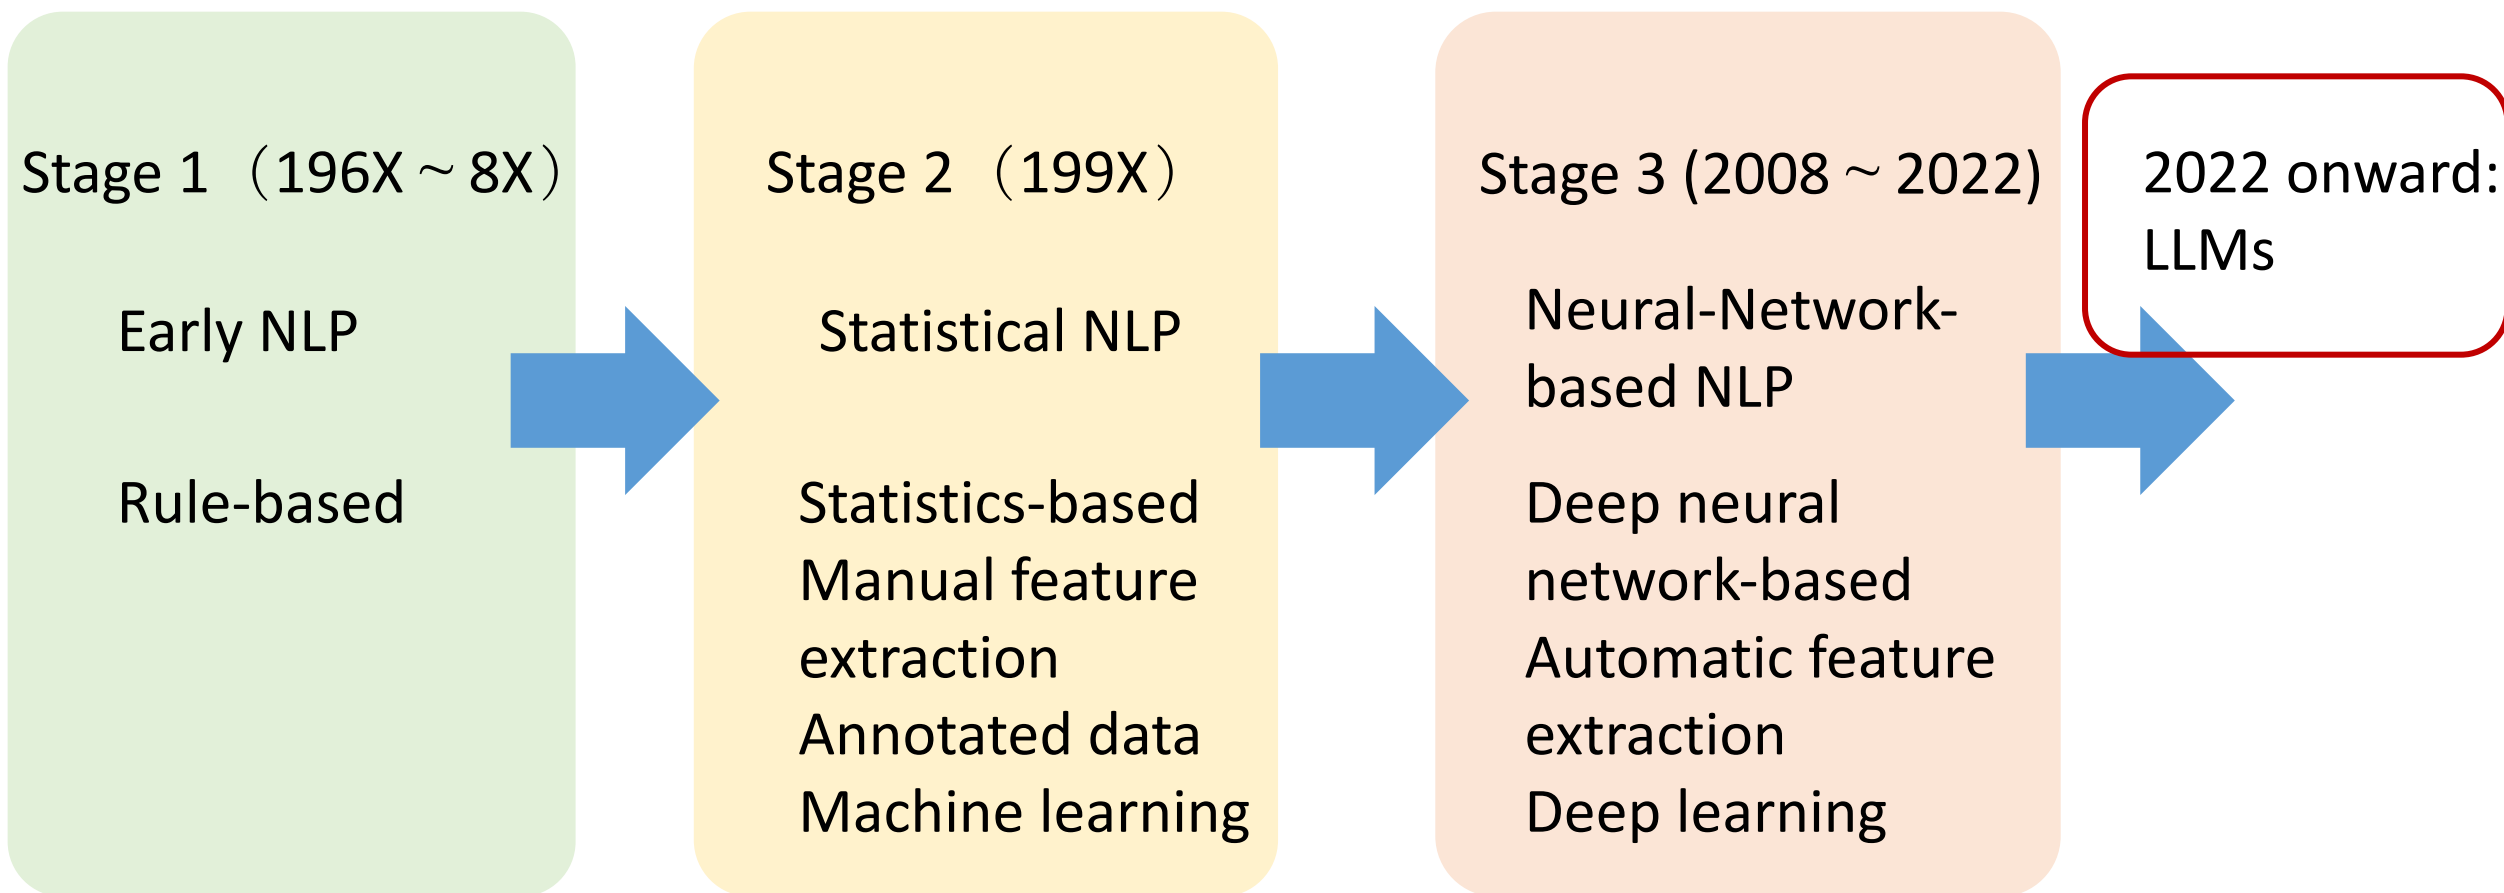 Stage 1 （196X ~ 8X）
Early NLP
Rule-based
Stage 2 （199X）
Statistical NLP
Statistics-based
Manual feature
extraction
Annotated data
Machine learning
Stage 3 (2008 ~ 2022)
Neural-Network-
based NLP
Deep neural
network-based
Automatic feature
extraction
Deep learning
2022 onward:
LLMs